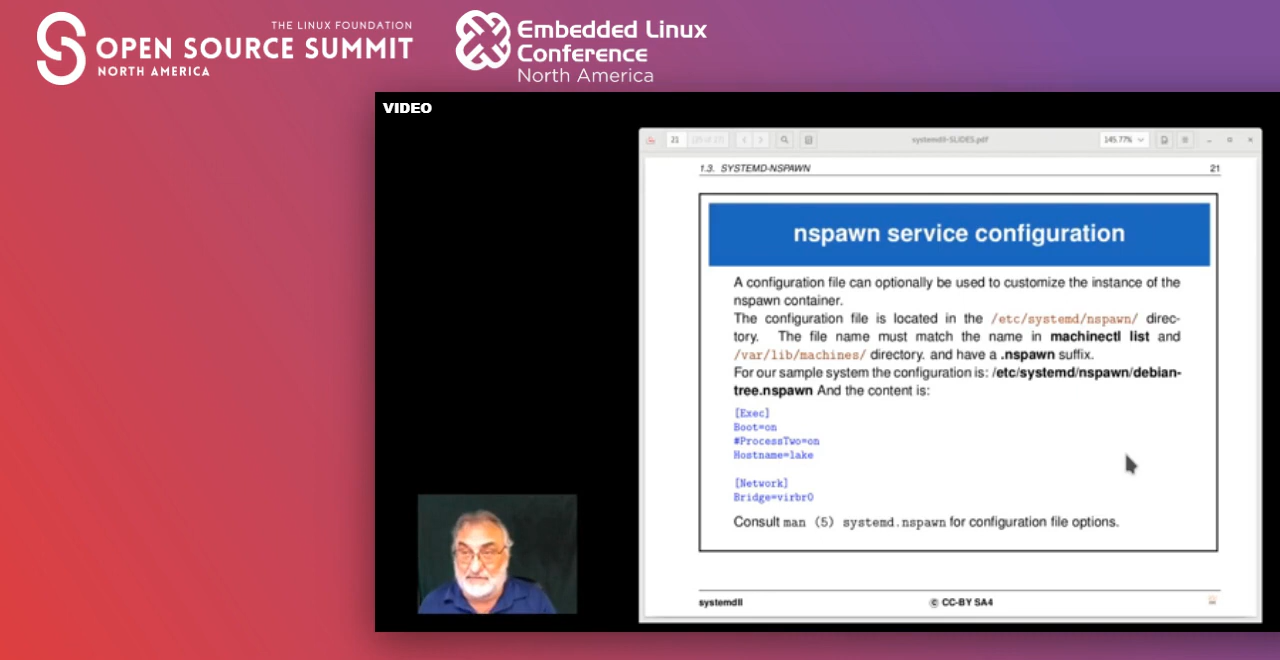 THE LINUX FOUNDATION
OPEN SOURCE SUMMIT
NORTH AMERICA
Embedded Linux
Conference
North America
VIDEO
21
systemdII-SLIDES.pdf
145.77%
1.3. SYSTEMD-NSPAWN 21
nspawn service configuration
A configuration file can optionally be used to customize the instance of the
nspawn container.
The configuration file is located in the /etc/systemd/nspawn/ direc-
tory. The file name must match the name in machinectl list and
/var/lib/machines/ directory. and have a .nspawn suffix.
For our sample system the configuration is: /etc/systemd/nspawn/debian-
tree.nspawn And the content is:
[Exec]
Boot=on
#ProcessTwo=on
Hostname=lake
[Network]
Bridge=virbr0
Consult man (5) systemd.nspawn for configuration file options.
systemdII © CC-BY SA4